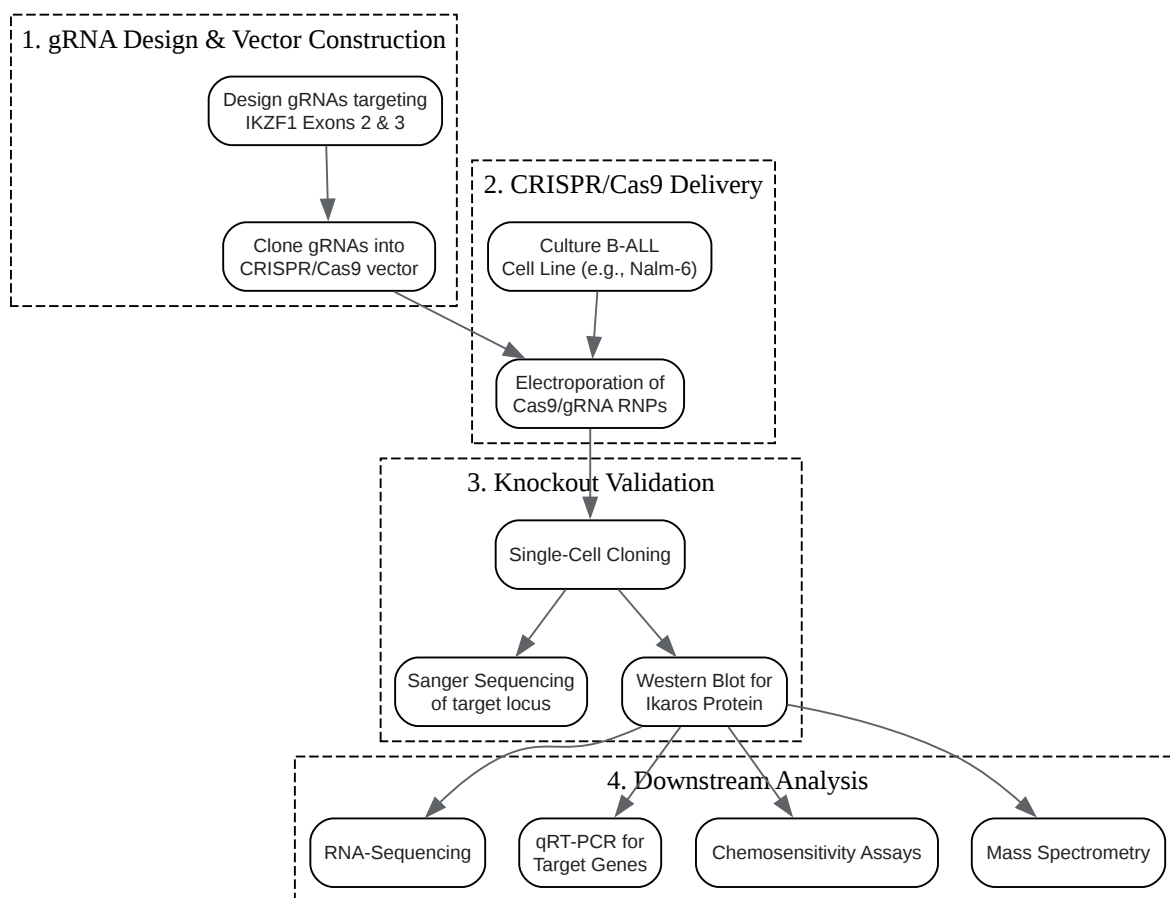 1. gRNA Design & Vector Construction
Design gRNAs targeting
IKZF1 Exons 2 & 3
Clone gRNAs into
CRISPR/Cas9 vector
2. CRISPR/Cas9 Delivery
Culture B-ALL
Cell Line (e.g., Nalm-6)
Electroporation of
Cas9/gRNA RNPs
3. Knockout Validation
Single-Cell Cloning
Sanger Sequencing
of target locus
Western Blot for
Ikaros Protein
4. Downstream Analysis
RNA-Sequencing
qRT-PCR for
Target Genes
Chemosensitivity Assays
Mass Spectrometry